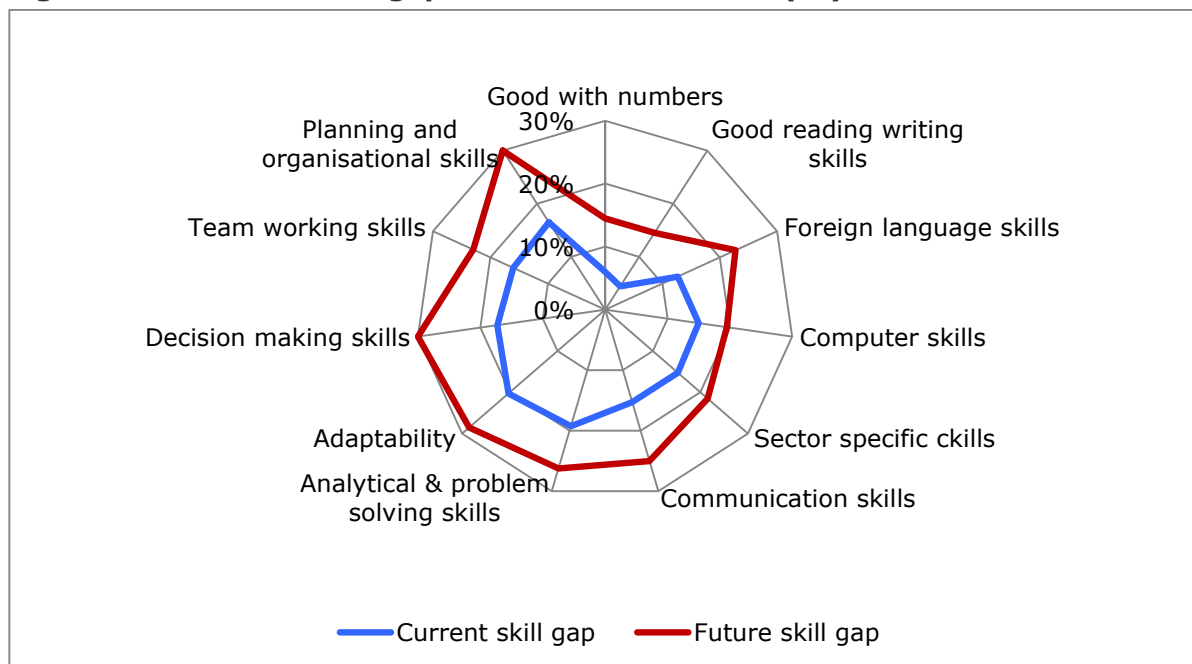 Good with numbers
30%
Planning and
organisational skills
Good reading writing
skills
20%
Team working skills
Foreign language skills
10%
0%
Decision making skills
Computer skills
Adaptability
Sector specific ckills
Analytical & problem
solving skills
Communication skills
Current skill gap
Future skill gap